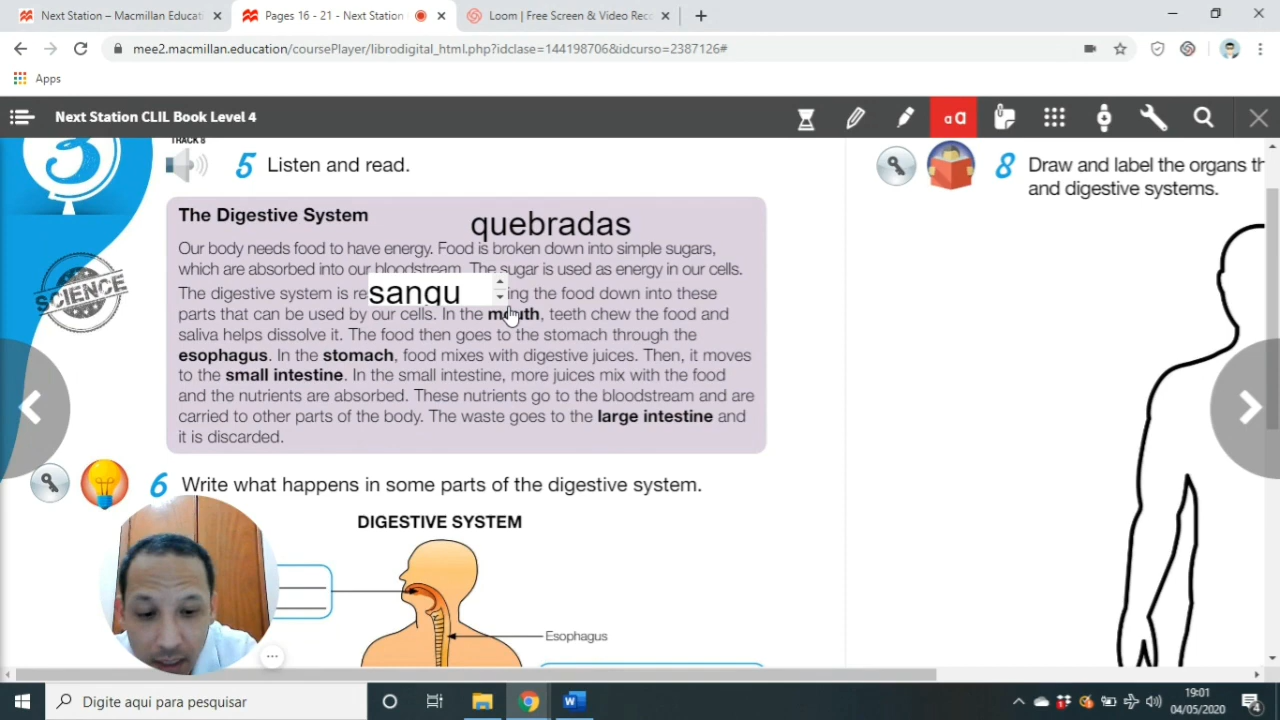 Next Station – Macmillan Educati
Pages 16 - 21 - Next Station
Loom | Free Screen & Video Reco
mee2.macmillan.education/coursePlayer/librodigital_html.php?idclase=144198706&idcurso=2387126#
Apps
Next Station CLIL Book Level 4
aa
3
TRACK 8
5 Listen and read.
The Digestive System
quebradas
Our body needs food to have energy. Food is broken down into simple sugars,
which are absorbed into our bloodstream. The sugar is used as energy in our cells.
The digestive system is re sangu ing the food down into these
parts that can be used by our cells. In the mouth, teeth chew the food and
saliva helps dissolve it. The food then goes to the stomach through the
esophagus. In the stomach, food mixes with digestive juices. Then, it moves
to the small intestine. In the small intestine, more juices mix with the food
and the nutrients are absorbed. These nutrients go to the bloodstream and are
carried to other parts of the body. The waste goes to the large intestine and
it is discarded.
SCIENCE
6 Write what happens in some parts of the digestive system.
DIGESTIVE SYSTEM
Esophagus
8 Draw and label the organs th
and digestive systems.
Digite aqui para pesquisar
19:01
04/05/2020
4